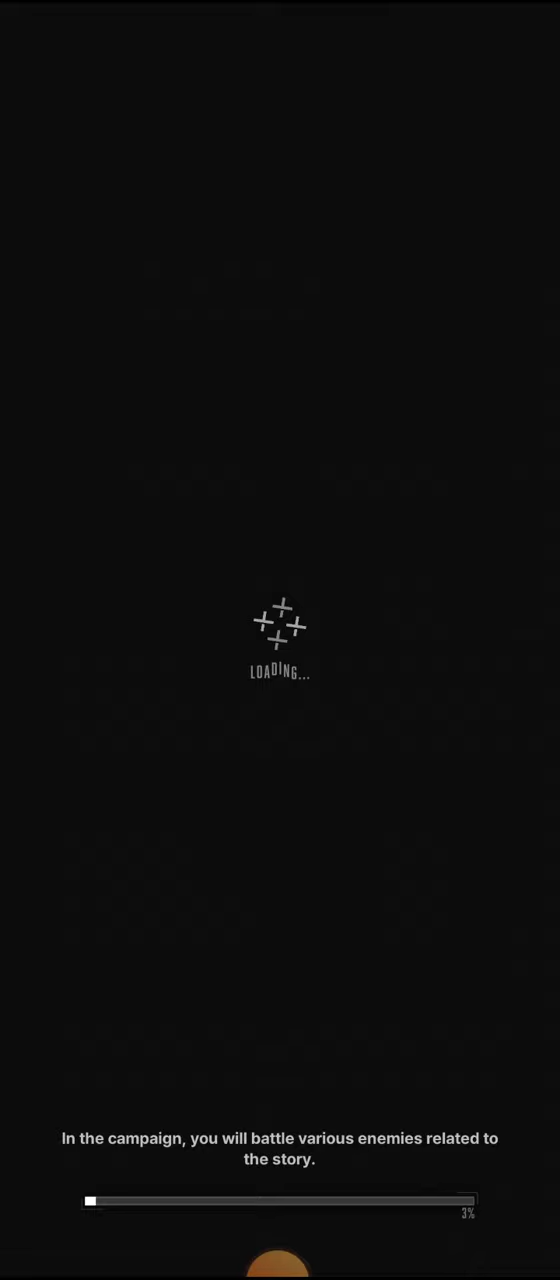 LOADING...
In the campaign, you will battle various enemies related to
the story.
3%